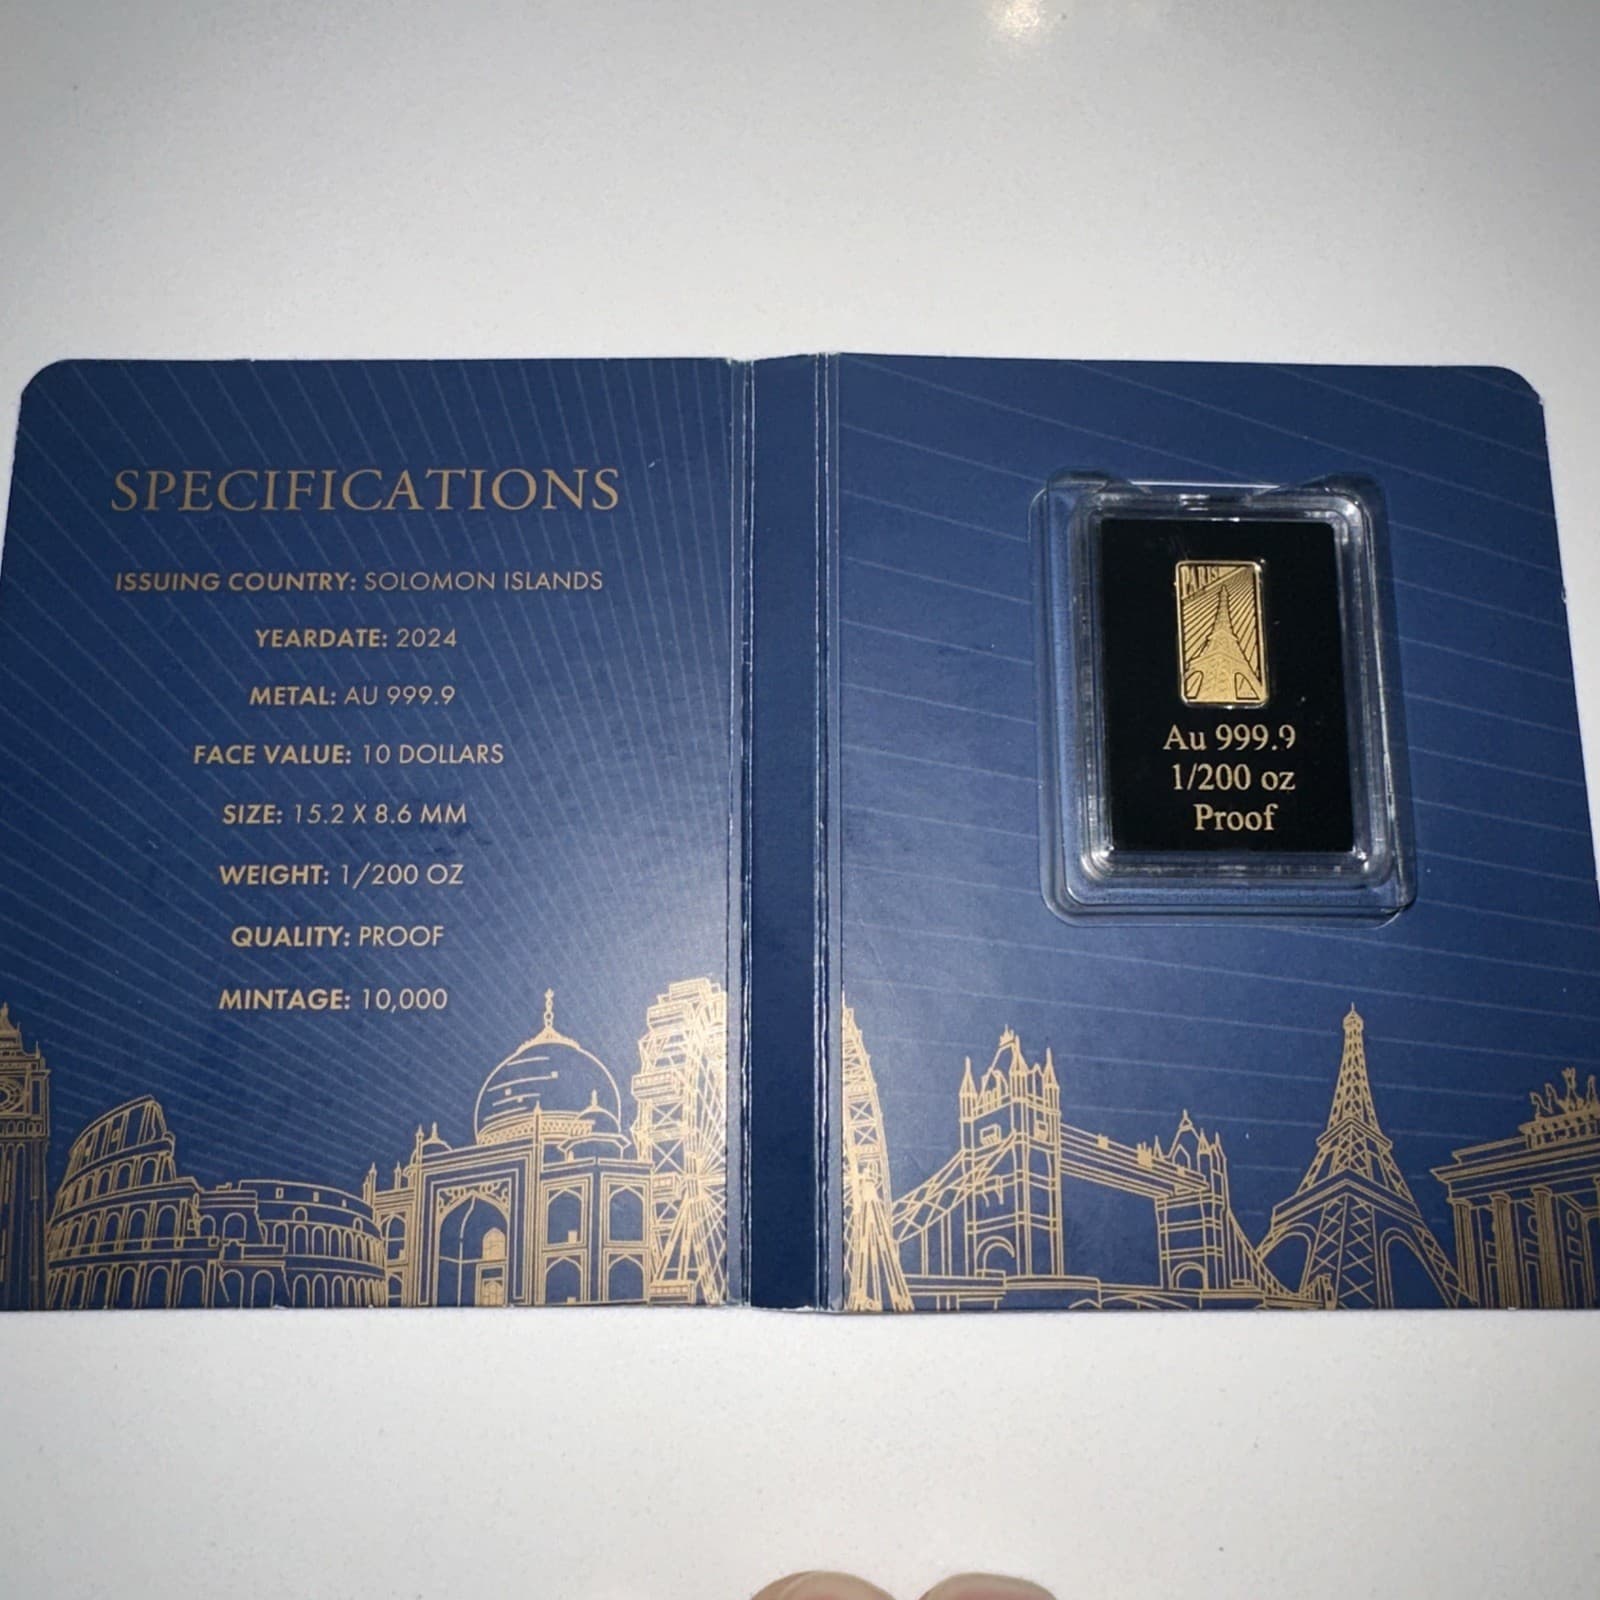 SPECIFICATIONS
ISSUING COUNTRY: SOLOMON ISLANDS
YEARDATE: 2024
METAL: AU 999.9
FACE VALUE: 10 DOLLARS
SIZE: 15.2 X 8.6 MM
WEIGHT: 1/200 OZ
QUALITY: PROOF
MINTAGE: 10,000
PARIS
Au 999.9
1/200 oz
Proof